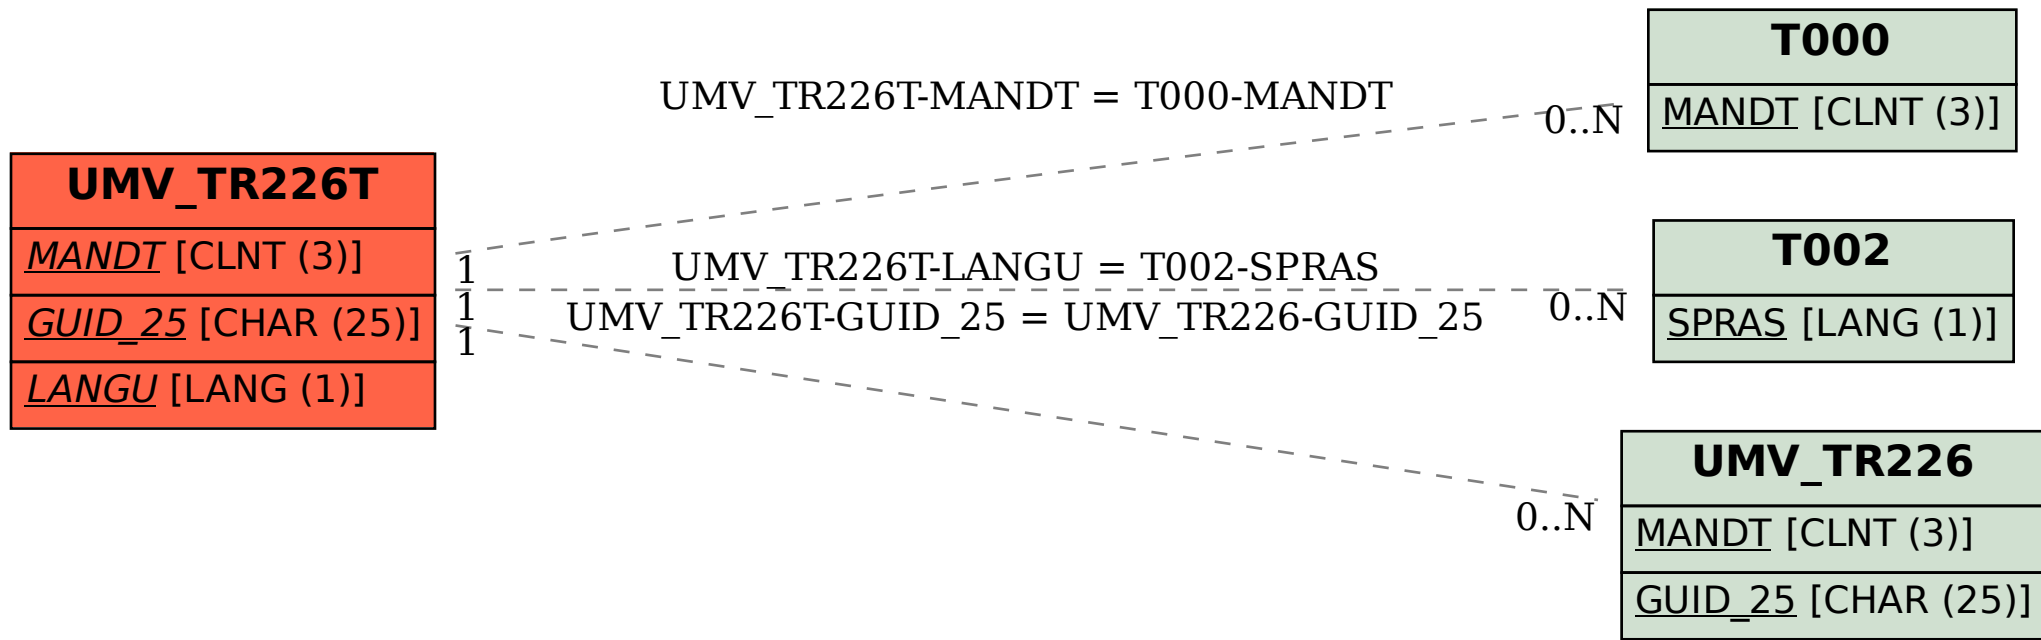 UMV_TR226T
MANDT [CLNT (3)]
GUID_25 [CHAR (25)]
LANGU [LANG (1)]
UMV_TR226T-MANDT = T000-MANDT
1
0..N
UMV_TR226T-LANGU = T002-SPRAS
1
0..N
UMV_TR226T-GUID_25 = UMV_TR226-GUID_25
1
0..N
T000
MANDT [CLNT (3)]
T002
SPRAS [LANG (1)]
UMV_TR226
MANDT [CLNT (3)]
GUID_25 [CHAR (25)]